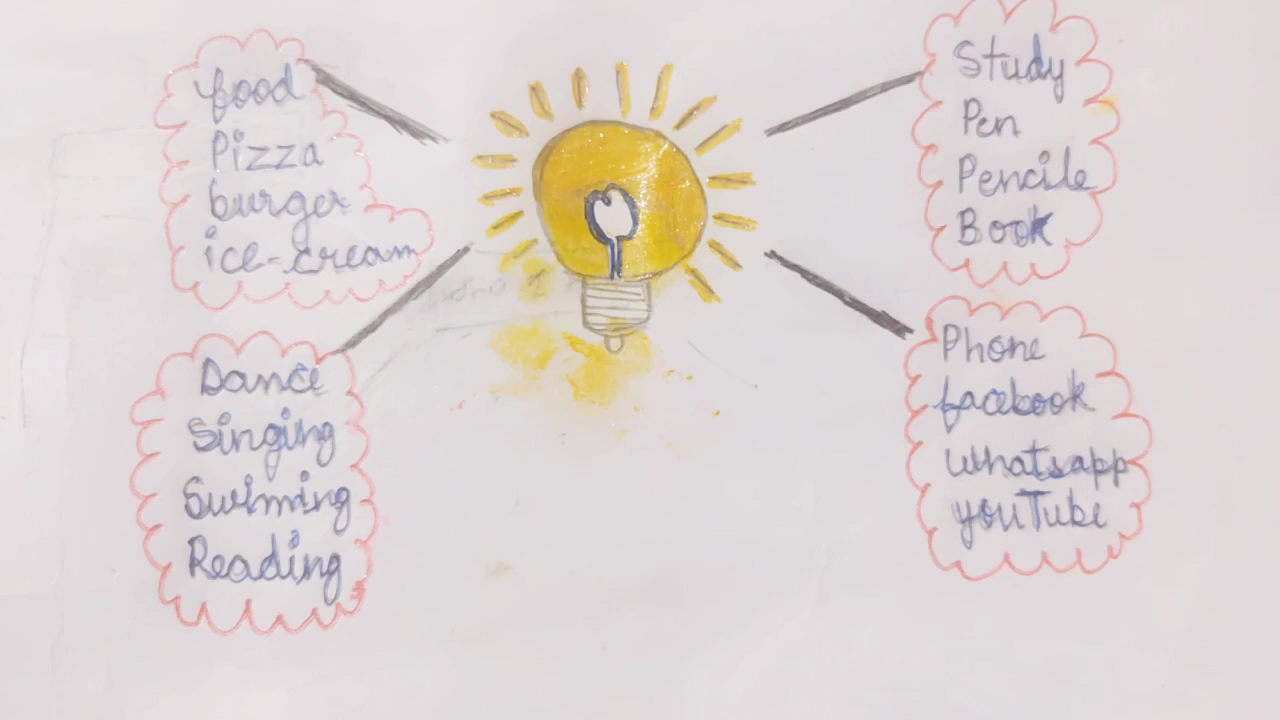 food
Pizza
burger
ice-cream
Study
Pen
Pencile
Book
Dance
Singing
Swiming
Reading
Phone
facebook
whatsapp
youTube